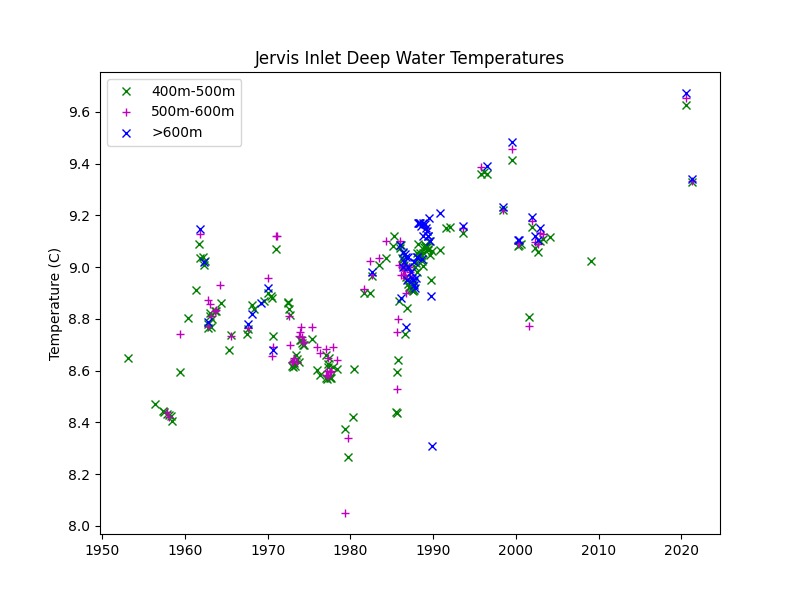 Jervis Inlet Deep Water Temperatures
400m-500m
500m-600m
>600m
Temperature (C)
9.6
9.4
9.2
9.0
8.8
8.6
8.4
8.2
8.0
1950 1960 1970 1980 1990 2000 2010 2020